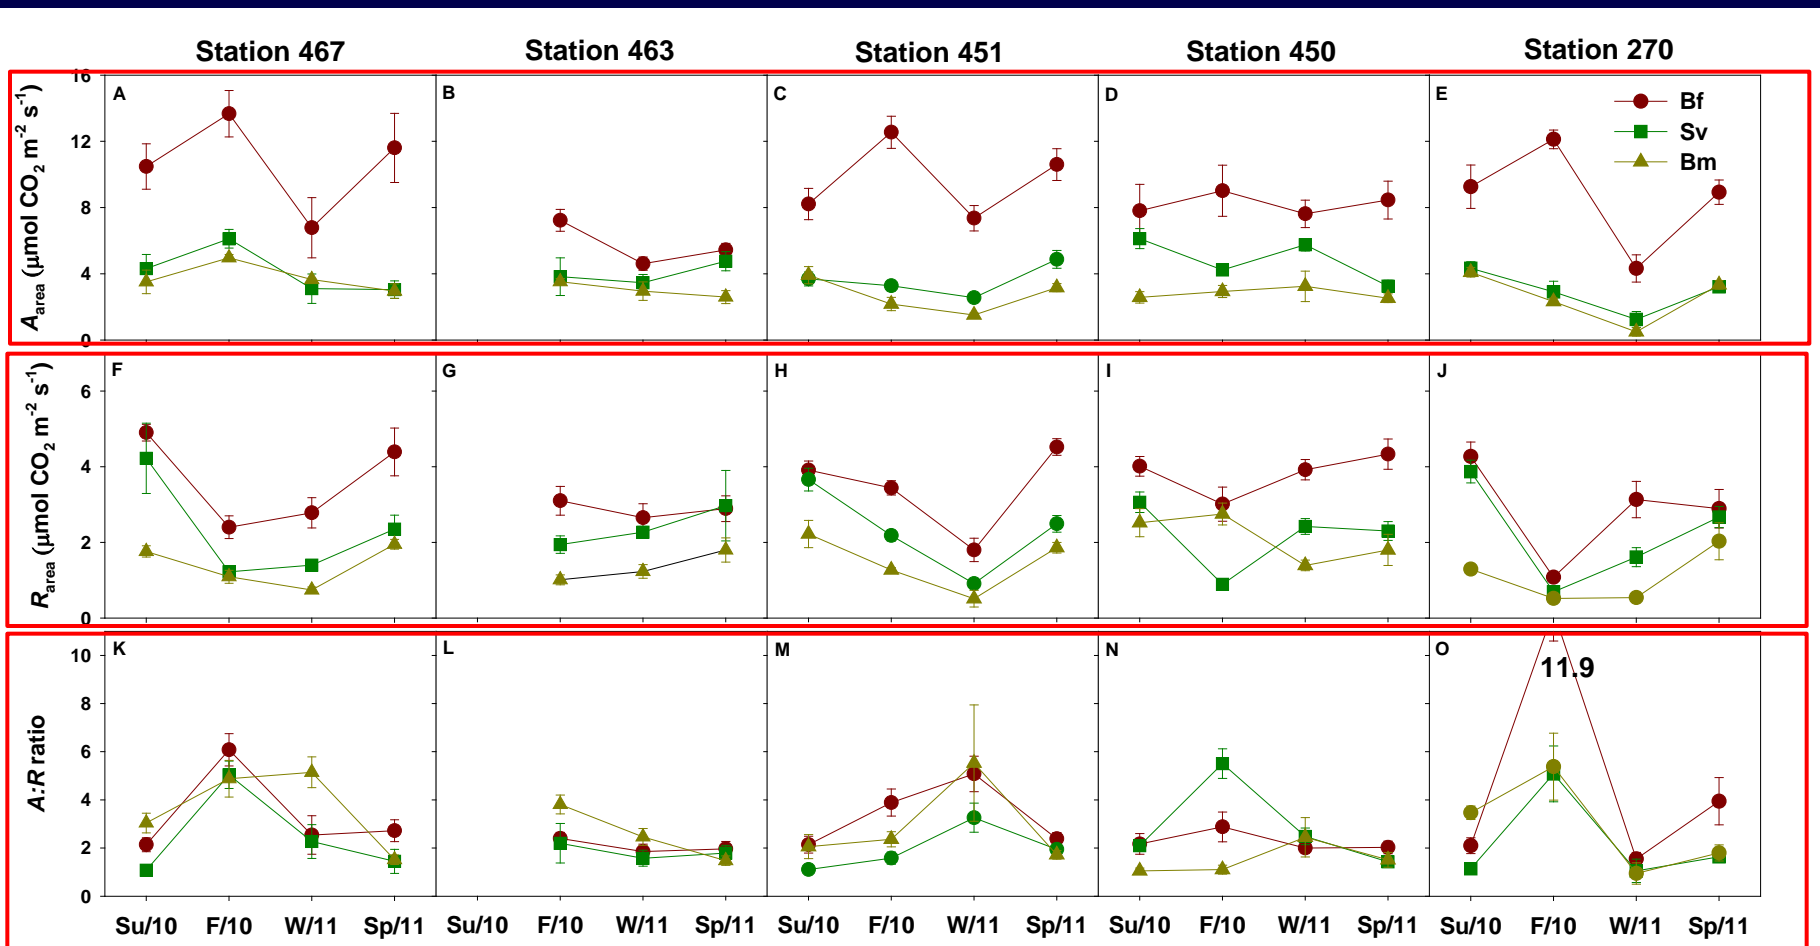 Station 467 Station 463 Station 451 Station 450 Station 270
A B C D E
Bf
Sv
Bm
A_area (μmol CO₂ m⁻² s⁻¹)
16
12
8
4
0
F G H I J
R_area (μmol CO₂ m⁻² s⁻¹)
6
4
2
0
K L M N O
11.9
A:R ratio
10
8
6
4
2
0
Su/10 F/10 W/11 Sp/11 Su/10 F/10 W/11 Sp/11 Su/10 F/10 W/11 Sp/11 Su/10 F/10 W/11 Sp/11 Su/10 F/10 W/11 Sp/11